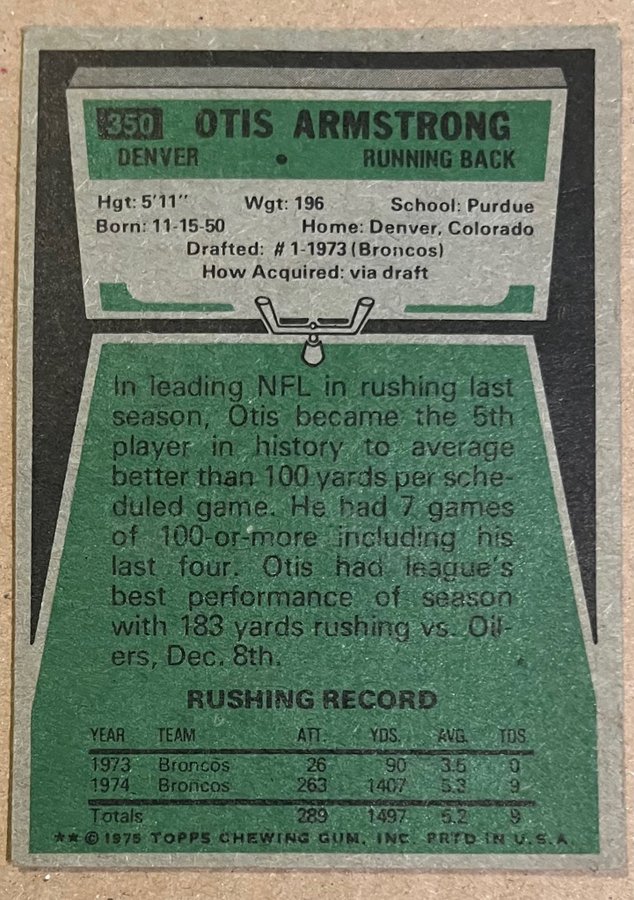 350 OTIS ARMSTRONG
DENVER • RUNNING BACK
Hgt: 5'11" Wgt: 196 School: Purdue
Born: 11-15-50 Home: Denver, Colorado
Drafted: #1-1973 (Broncos)
How Acquired: via draft
In leading NFL in rushing last
season, Otis became the 5th
player in history to average
better than 100 yards per sche-
duled game. He had 7 games
of 100-or-more including his
last four. Otis had league's
best performance of season
with 183 yards rushing vs. Oil-
ers, Dec. 8th.
RUSHING RECORD
YEAR TEAM ATT. YDS. AVG. TDS
1973 Broncos 26 90 3.5 0
1974 Broncos 263 1407 5.3 9
Totals 289 1497 5.2 9
** © 1975 TOPPS CHEWING GUM, INC. PRTD IN U.S.A.